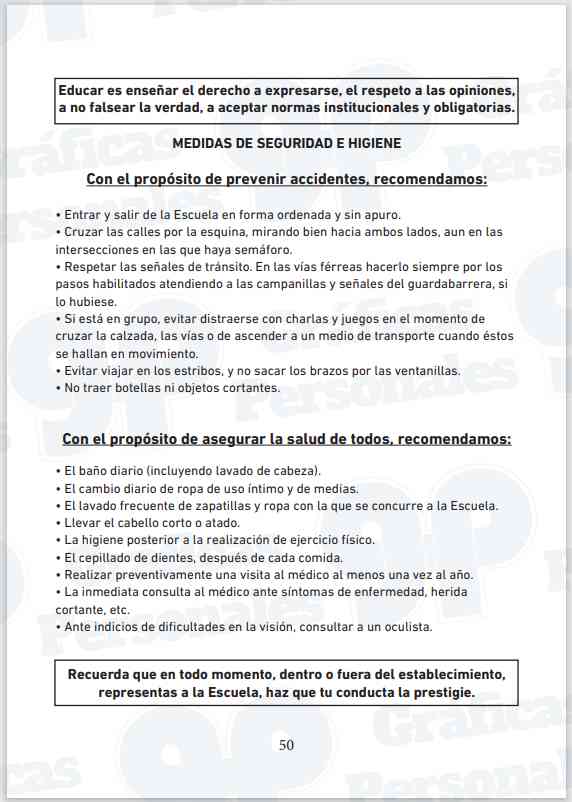 Educar es enseñar el derecho a expresarse, el respeto a las opiniones,
a no falsear la verdad, a aceptar normas institucionales y obligatorias.
MEDIDAS DE SEGURIDAD E HIGIENE
Con el propósito de prevenir accidentes, recomendamos:
• Entrar y salir de la Escuela en forma ordenada y sin apuro.
• Cruzar las calles por la esquina, mirando bien hacia ambos lados, aun en las
intersecciones en las que haya semáforo.
• Respetar las señales de tránsito. En las vías férreas hacerlo siempre por los
pasos habilitados atendiendo a las campanillas y señales del guardabarrera, si
lo hubiese.
• Si está en grupo, evitar distraerse con charlas y juegos en el momento de
cruzar la calzada, las vías o de ascender a un medio de transporte cuando éstos
se hallan en movimiento.
• Evitar viajar en los estribos, y no sacar los brazos por las ventanillas.
• No traer botellas ni objetos cortantes.
Con el propósito de asegurar la salud de todos, recomendamos:
• El baño diario (incluyendo lavado de cabeza).
• El cambio diario de ropa de uso íntimo y de medias.
• El lavado frecuente de zapatillas y ropa con la que se concurre a la Escuela.
• Llevar el cabello corto o atado.
• La higiene posterior a la realización de ejercicio físico.
• El cepillado de dientes, después de cada comida.
• Realizar preventivamente una visita al médico al menos una vez al año.
• La inmediata consulta al médico ante síntomas de enfermedad, herida
cortante, etc.
• Ante indicios de dificultades en la visión, consultar a un oculista.
Recuerda que en todo momento, dentro o fuera del establecimiento,
representas a la Escuela, haz que tu conducta la prestigie.
50
gp
Gráficas
Personales